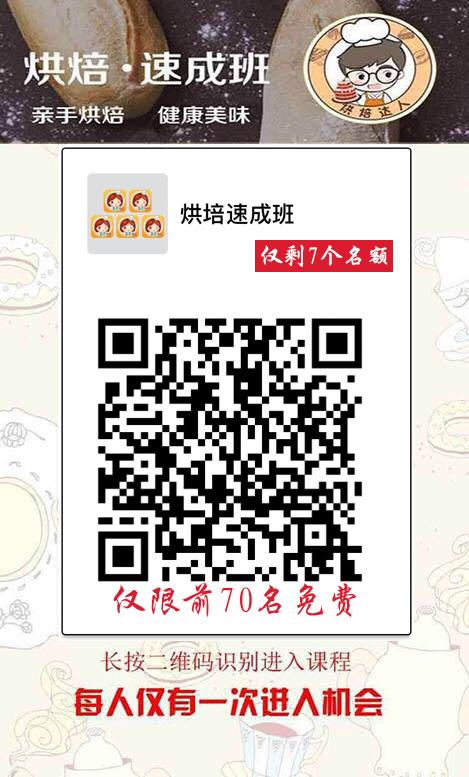 烘焙·速成班
亲手烘焙 健康美味
烘焙达人
烘培速成班
仅剩7个名额
仅限前70名免费
长按二维码识别进入课程
每人仅有一次进入机会